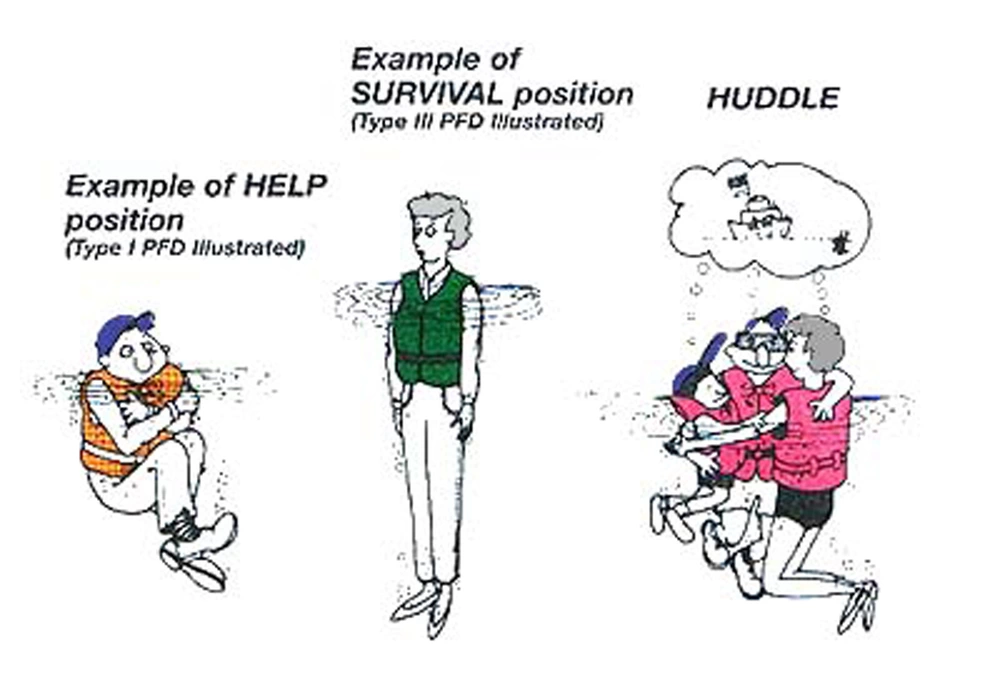 Example of
SURVIVAL position
(Type III PFD Illustrated)
HUDDLE
Example of HELP
position
(Type I PFD Illustrated)